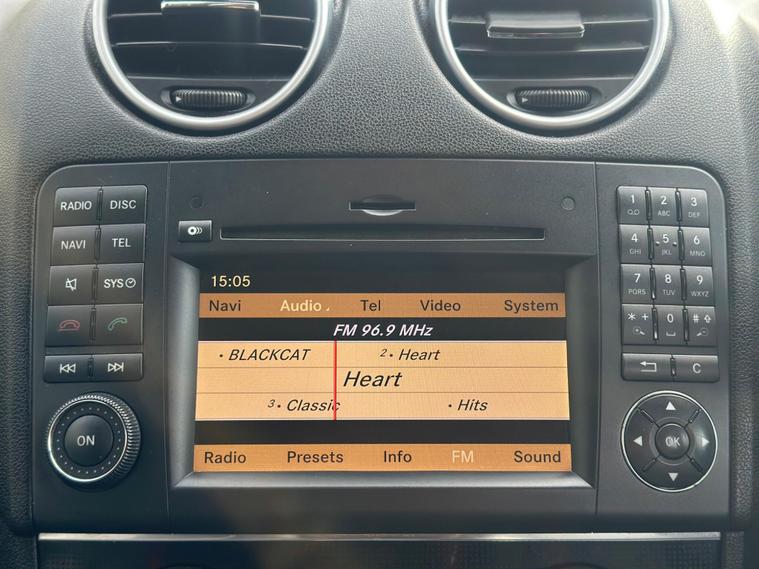 RADIO DISC
NAVI TEL
SYS
ON
15:05
Navi Audio Tel Video System
FM 96.9 MHz
• BLACKCAT 2• Heart
Heart
3• Classic • Hits
Radio Presets Info FM Sound
1 2 ABC 3 DEF
4 GHI 5 JKL 6 MNO
7 PQRS 8 TUV 9 WXYZ
* + 0 #
C
OK